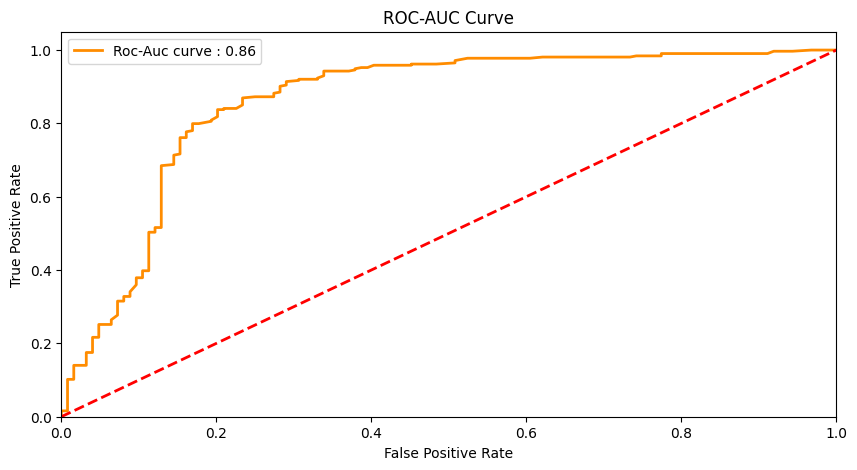 ROC-AUC Curve
Roc-Auc curve : 0.86
True Positive Rate
1.0
0.8
0.6
0.4
0.2
0.0
0.0 0.2 0.4 0.6 0.8 1.0
False Positive Rate